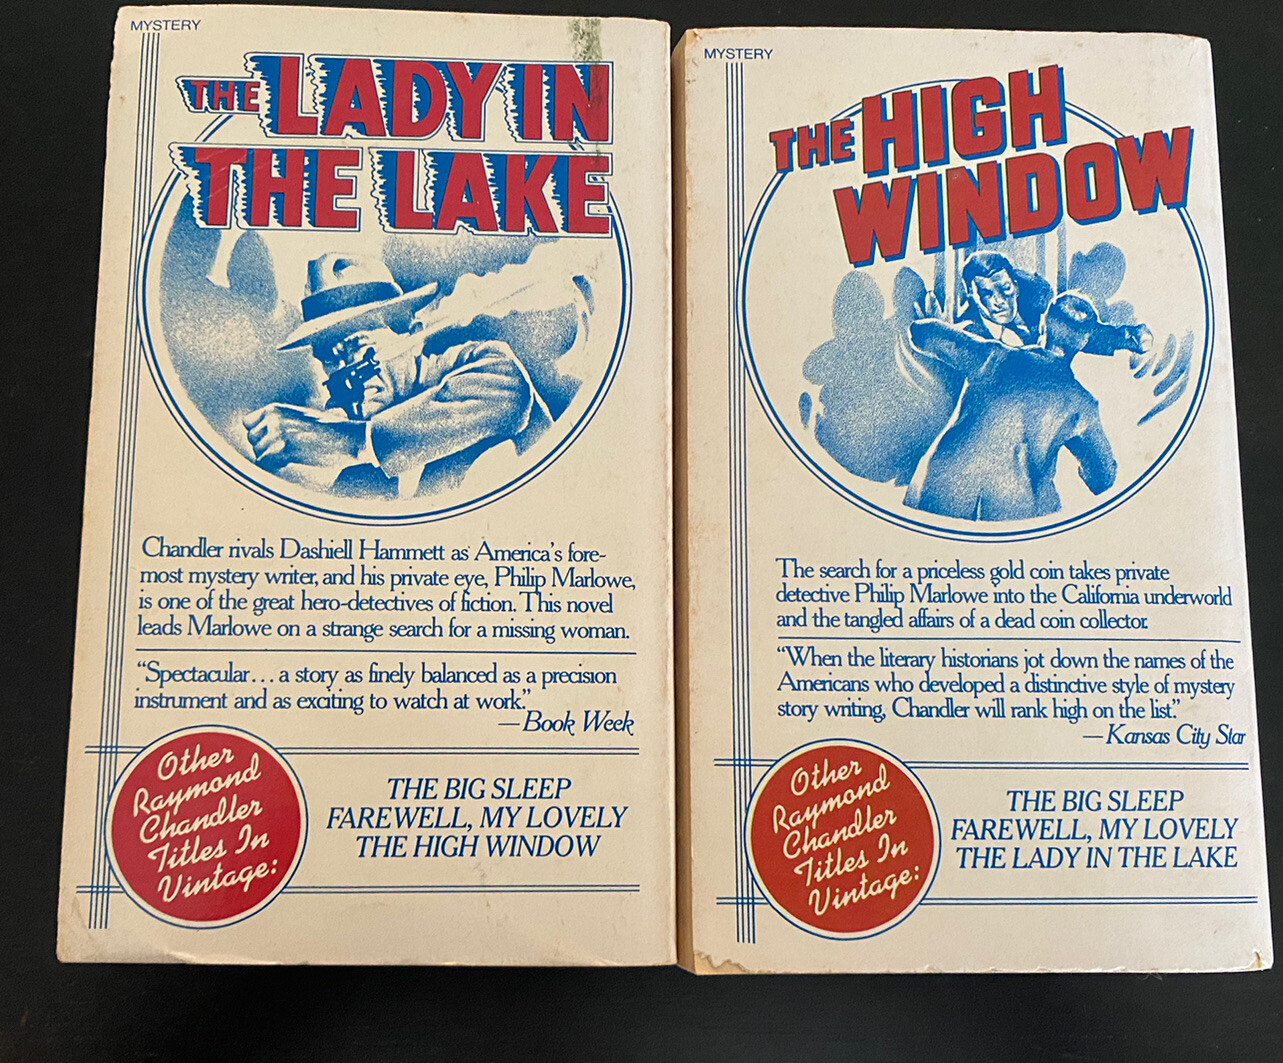 MYSTERY
THE LADY IN
THE LAKE
Chandler rivals Dashiell Hammett as America's fore-
most mystery writer, and his private eye, Philip Marlowe,
is one of the great hero-detectives of fiction. This novel
leads Marlowe on a strange search for a missing woman.
“Spectacular...a story as finely balanced as a precision
instrument and as exciting to watch at work.”
—Book Week
Other
Raymond
Chandler
Titles In
Vintage:
THE BIG SLEEP
FAREWELL, MY LOVELY
THE HIGH WINDOW
MYSTERY
THE HIGH
WINDOW
The search for a priceless gold coin takes private
detective Philip Marlowe into the California underworld
and the tangled affairs of a dead coin collector.
“When the literary historians jot down the names of the
Americans who developed a distinctive style of mystery
story writing, Chandler will rank high on the list.”
—Kansas City Star
Other
Raymond
Chandler
Titles In
Vintage:
THE BIG SLEEP
FAREWELL, MY LOVELY
THE LADY IN THE LAKE